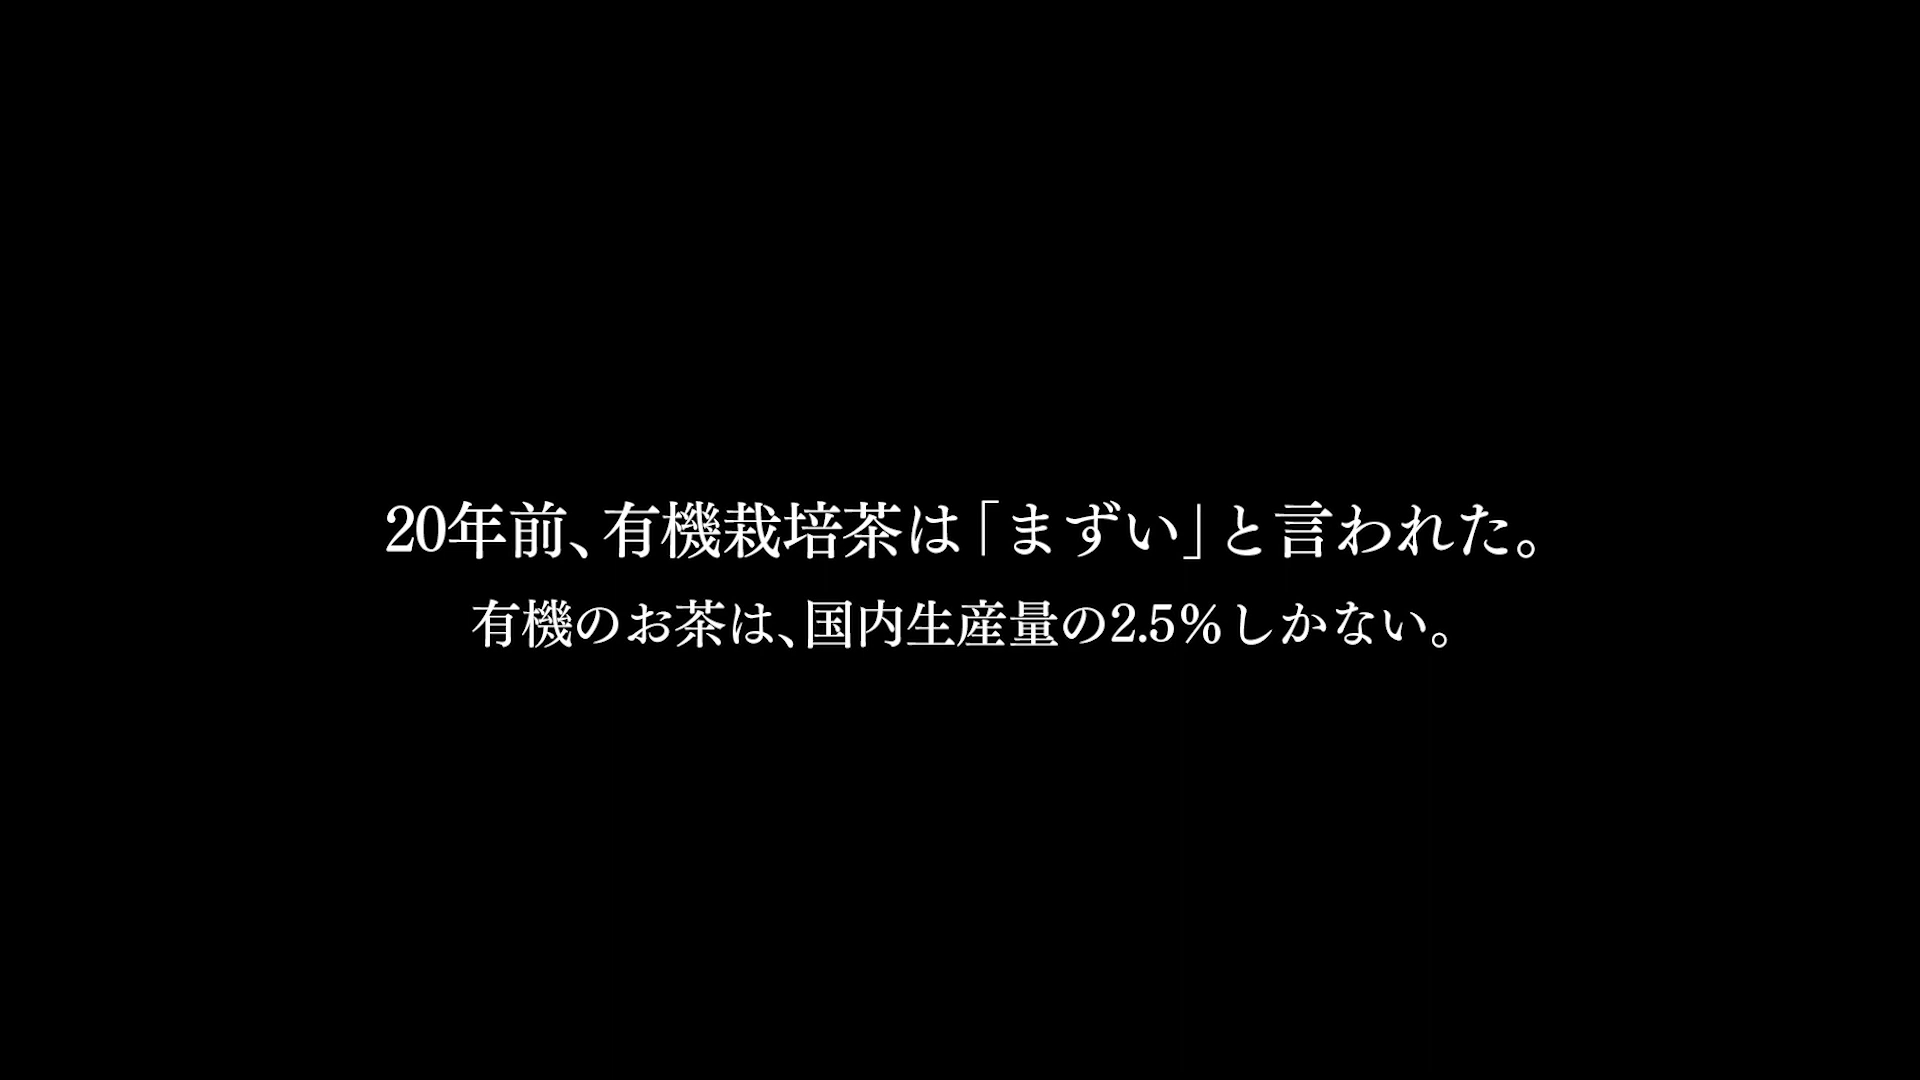 20年前、有機栽培茶は「まずい」と言われた。
有機のお茶は、国内生産量の2.5%しかない。